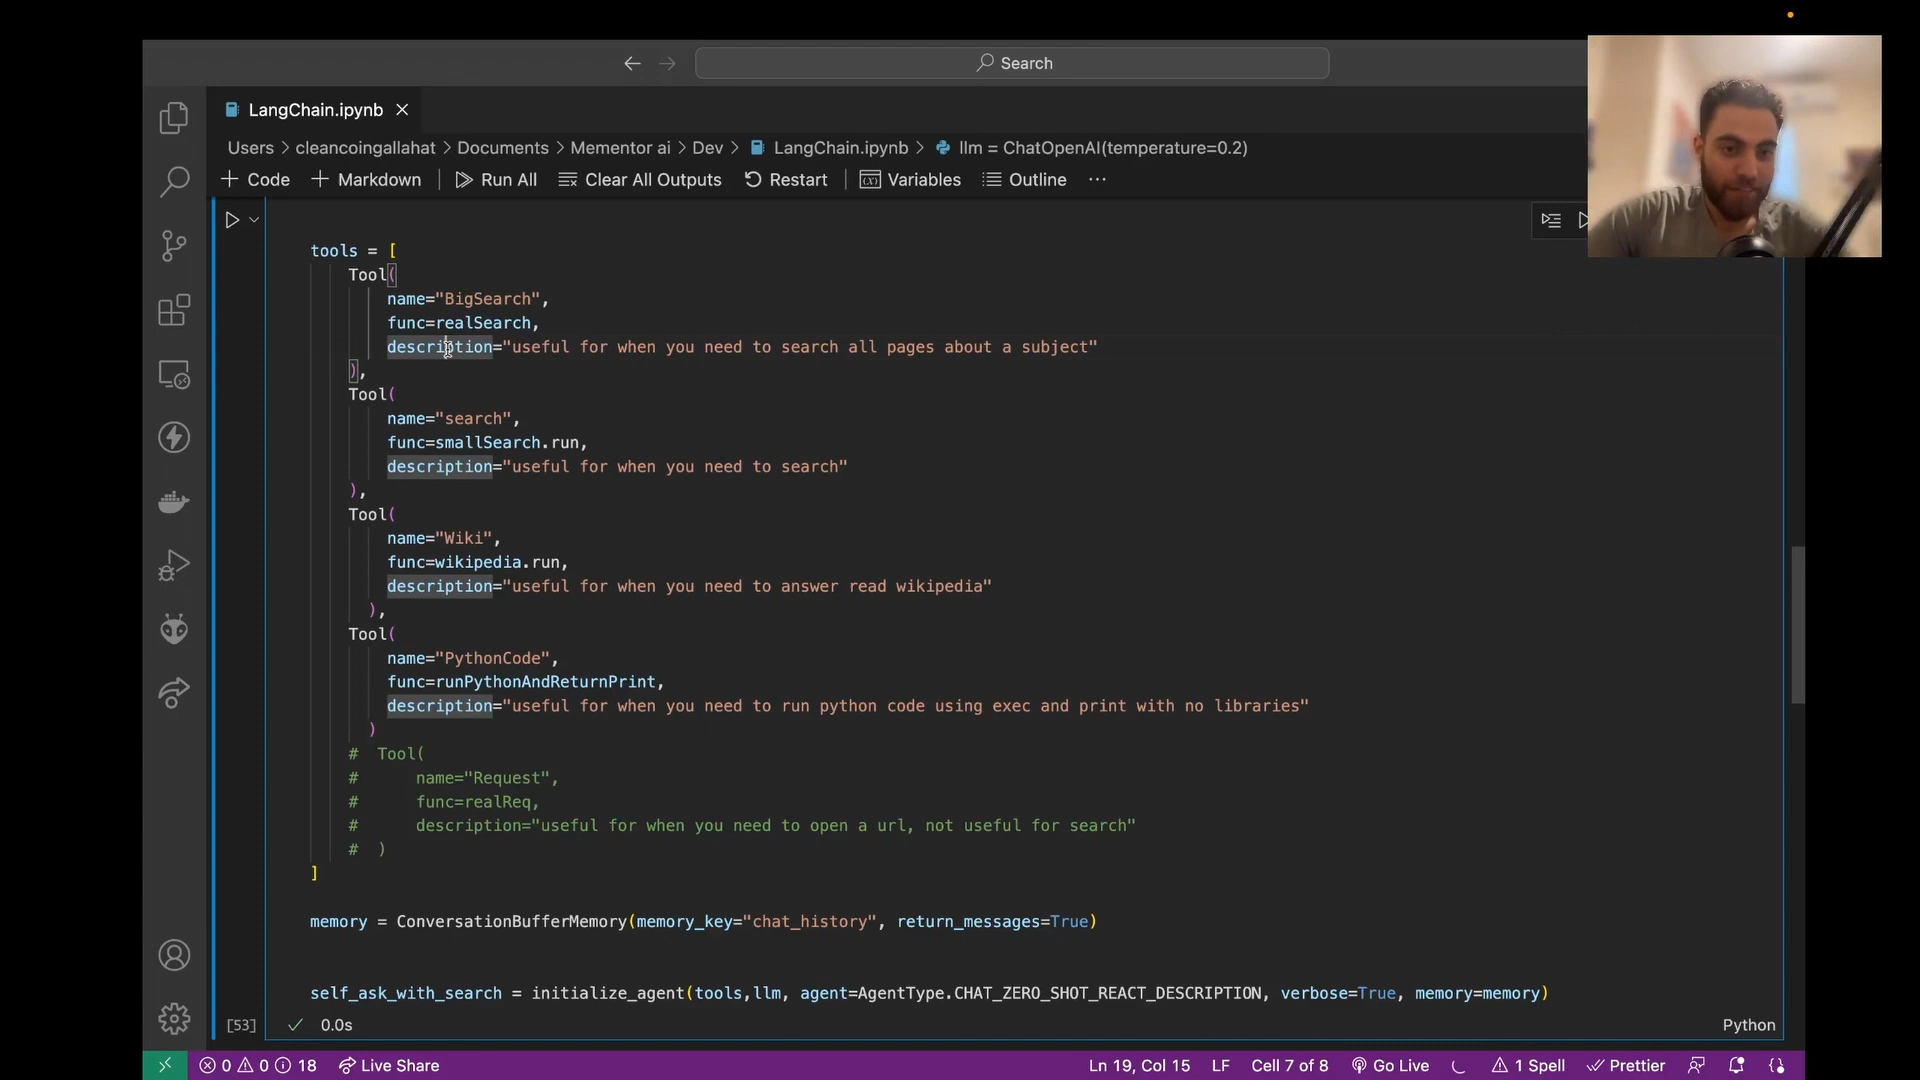 Search
LangChain.ipynb
Users > cleancoingallahat > Documents > Mementor ai > Dev > LangChain.ipynb > llm = ChatOpenAI(temperature=0.2)
+ Code + Markdown Run All Clear All Outputs Restart Variables Outline ...
tools = [
Tool(
name="BigSearch",
func=realSearch,
description="useful for when you need to search all pages about a subject"
),
Tool(
name="search",
func=smallSearch.run,
description="useful for when you need to search"
),
Tool(
name="Wiki",
func=wikipedia.run,
description="useful for when you need to answer read wikipedia"
),
Tool(
name="PythonCode",
func=runPythonAndReturnPrint,
description="useful for when you need to run python code using exec and print with no libraries"
)
# Tool(
# name="Request",
# func=realReq,
# description="useful for when you need to open a url, not useful for search"
# )
]
memory = ConversationBufferMemory(memory_key="chat_history", return_messages=True)
self_ask_with_search = initialize_agent(tools,llm, agent=AgentType.CHAT_ZERO_SHOT_REACT_DESCRIPTION, verbose=True, memory=memory)
[53] 0.0s Python
0 0 18 Live Share Ln 19, Col 15 LF Cell 7 of 8 Go Live 1 Spell Prettier